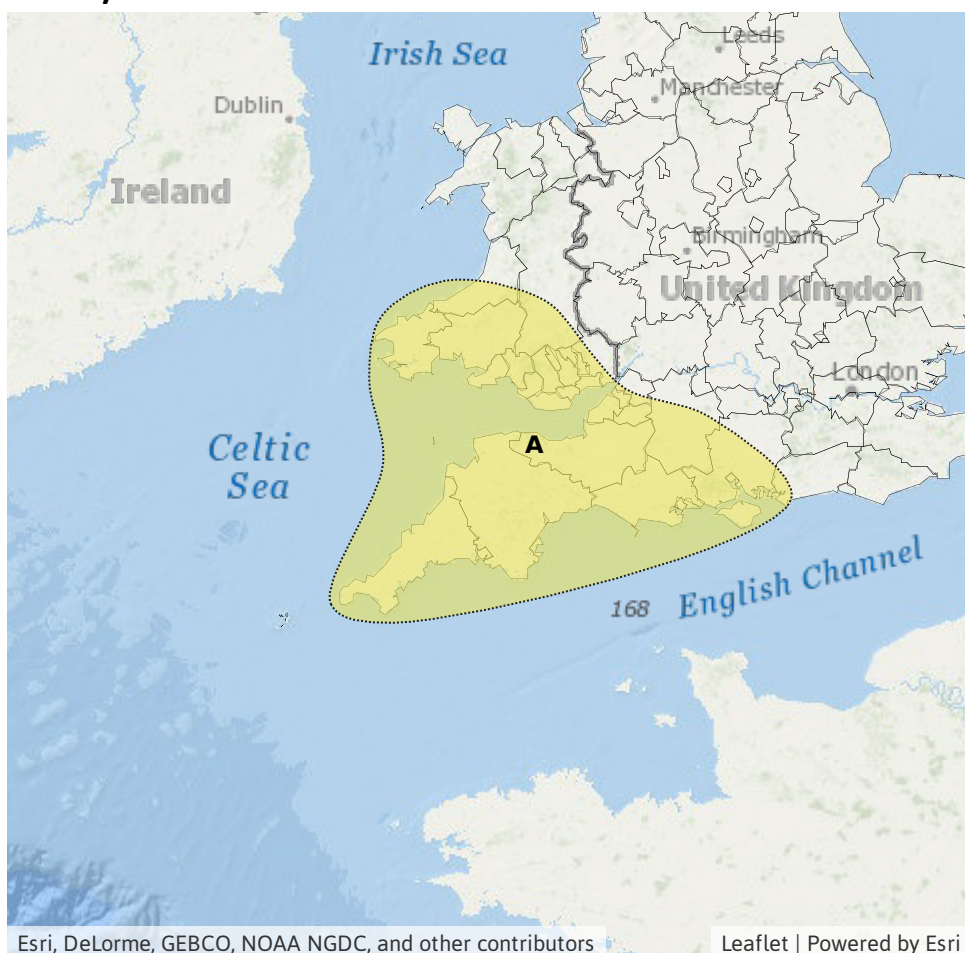 Irish Sea
Leeds
Manchester
Dublin
Ireland
Birmingham
United Kingdom
London
Celtic
Sea
A
168
English Channel
Esri, DeLorme, GEBCO, NOAA NGDC, and other contributors
Leaflet | Powered by Esri